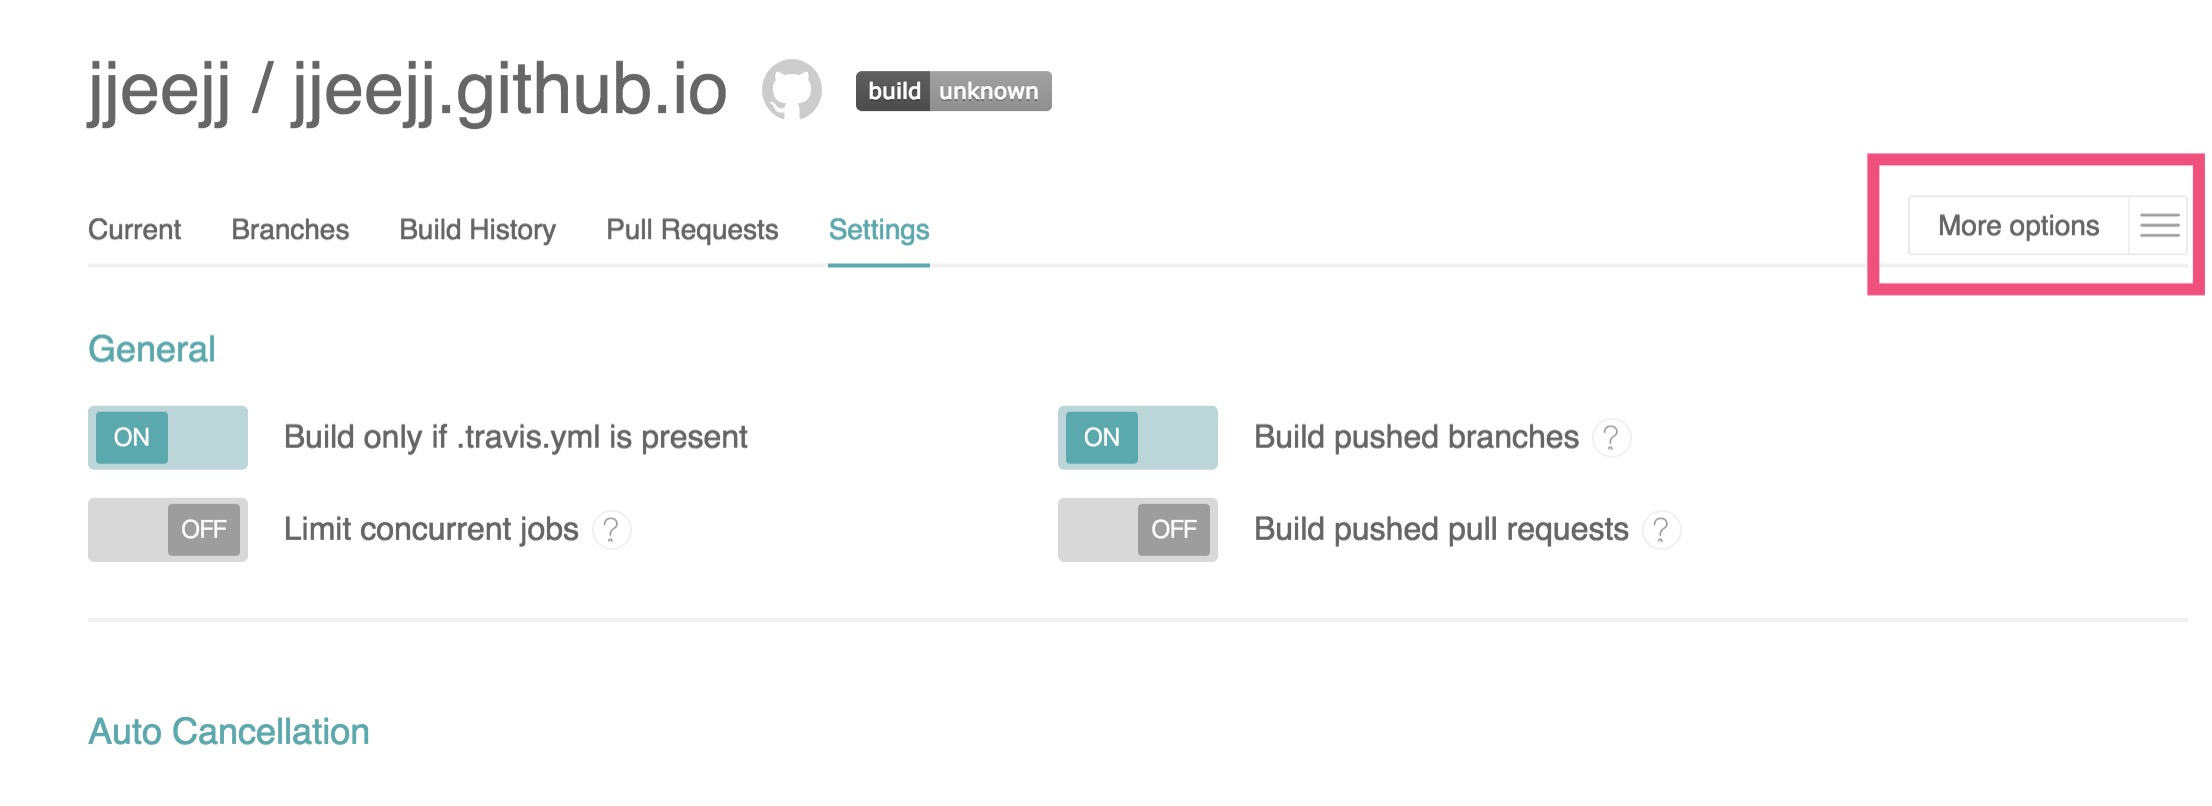 jjeejj / jjeejj.github.io build unknown
Current Branches Build History Pull Requests Settings More options
General
ON Build only if .travis.yml is present ON Build pushed branches ?
OFF Limit concurrent jobs ? OFF Build pushed pull requests ?
Auto Cancellation